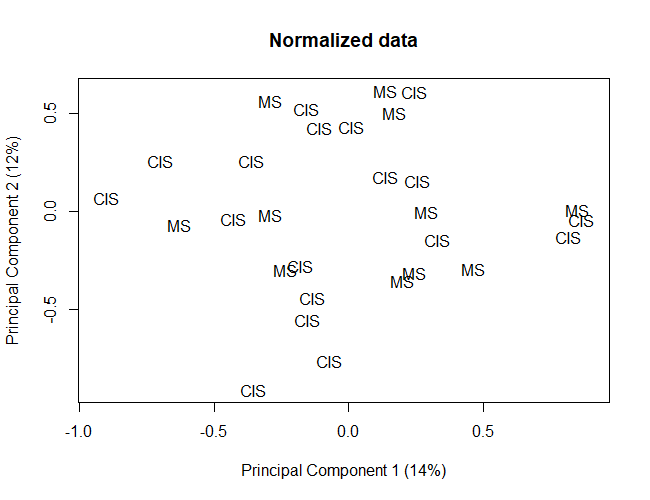 Normalized data
MS CIS
MS
CIS
MS
CIS
CIS
CIS
CIS
CIS
CIS
CIS
CIS
MS
MS
MS
CIS
CIS
MS
CIS
CIS
CIS
MS
MS
MS
MS
CIS
CIS
CIS
CIS
0.5
0.0
-0.5
Principal Component 2 (12%)
-1.0 -0.5 0.0 0.5
Principal Component 1 (14%)